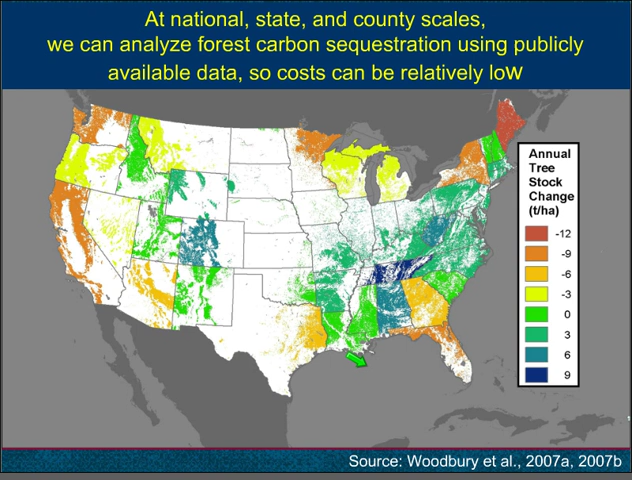 At national, state, and county scales,
we can analyze forest carbon sequestration using publicly
available data, so costs can be relatively low
Annual
Tree
Stock
Change
(t/ha)
-12
-9
-6
-3
0
3
6
9
Source: Woodbury et al., 2007a, 2007b